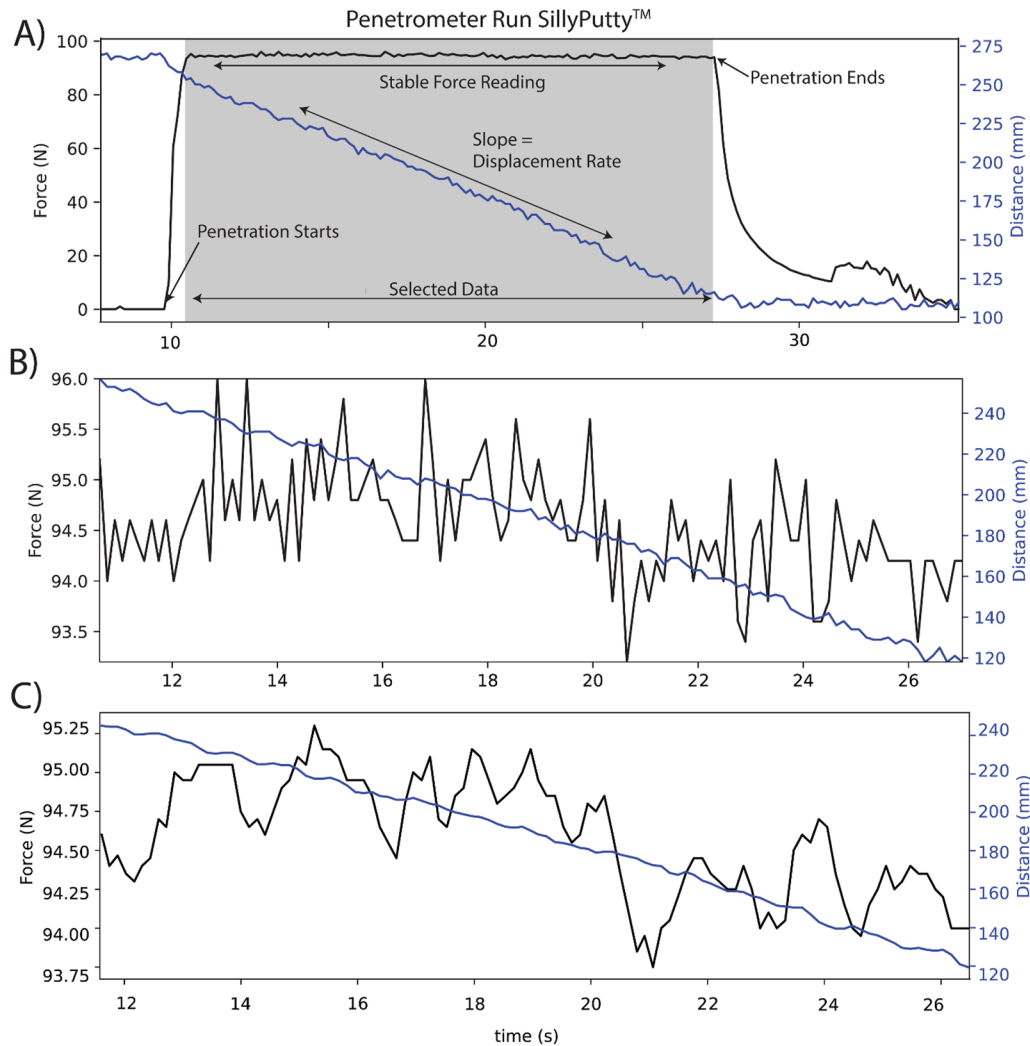 Penetrometer Run SillyPutty™
A)
100
80
60
40
20
0
Force (N)
275
250
225
200
175
150
125
100
Distance (mm)
Stable Force Reading
Penetration Ends
Slope =
Displacement Rate
Penetration Starts
Selected Data
10 20 30
B)
96.0
95.5
95.0
94.5
94.0
93.5
Force (N)
240
220
200
180
160
140
120
Distance (mm)
12 14 16 18 20 22 24 26
C)
95.25
95.00
94.75
94.50
94.25
94.00
93.75
Force (N)
240
220
200
180
160
140
120
Distance (mm)
12 14 16 18 20 22 24 26
time (s)